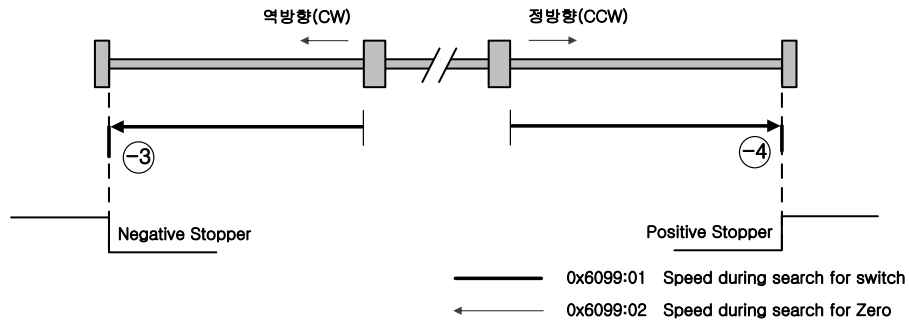 역방향(CW)
정방향(CCW)
-3
-4
Negative Stopper
Positive Stopper
0x6099:01 Speed during search for switch
0x6099:02 Speed during search for Zero